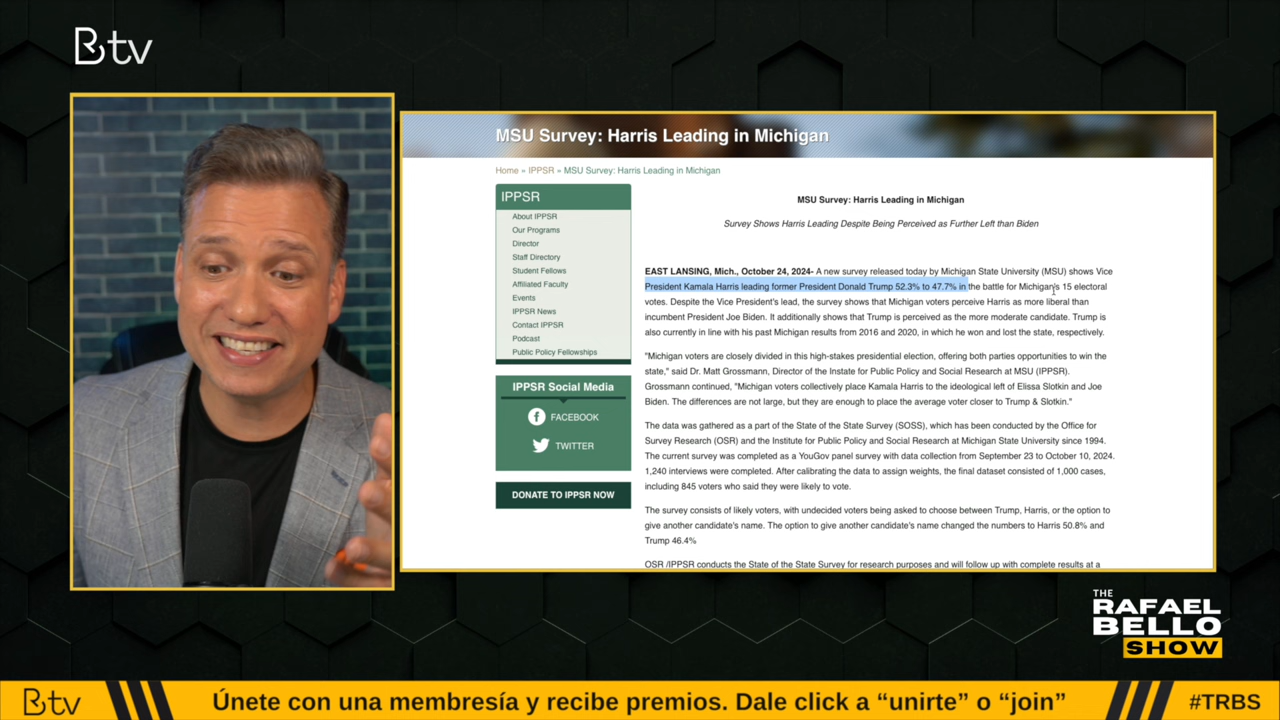 Btv
MSU Survey: Harris Leading in Michigan
Home » IPPSR » MSU Survey: Harris Leading in Michigan
IPPSR
About IPPSR
Our Programs
Director
Staff Directory
Student Fellows
Affiliated Faculty
Events
IPPSR News
Contact IPPSR
Podcast
Public Policy Fellowships
IPPSR Social Media
FACEBOOK
TWITTER
DONATE TO IPPSR NOW
MSU Survey: Harris Leading in Michigan
Survey Shows Harris Leading Despite Being Perceived as Further Left than Biden
EAST LANSING, Mich., October 24, 2024- A new survey released today by Michigan State University (MSU) shows Vice
President Kamala Harris leading former President Donald Trump 52.3% to 47.7% in the battle for Michigan's 15 electoral
votes. Despite the Vice President's lead, the survey shows that Michigan voters perceive Harris as more liberal than
incumbent President Joe Biden. It additionally shows that Trump is perceived as the more moderate candidate. Trump is
also currently in line with his past Michigan results from 2016 and 2020, in which he won and lost the state, respectively.
"Michigan voters are closely divided in this high-stakes presidential election, offering both parties opportunities to win the
state," said Dr. Matt Grossmann, Director of the Instate for Public Policy and Social Research at MSU (IPPSR).
Grossmann continued, "Michigan voters collectively place Kamala Harris to the ideological left of Elissa Slotkin and Joe
Biden. The differences are not large, but they are enough to place the average voter closer to Trump & Slotkin."
The data was gathered as a part of the State of the State Survey (SOSS), which has been conducted by the Office for
Survey Research (OSR) and the Institute for Public Policy and Social Research at Michigan State University since 1994.
The current survey was completed as a YouGov panel survey with data collection from September 23 to October 10, 2024.
1,240 interviews were completed. After calibrating the data to assign weights, the final dataset consisted of 1,000 cases,
including 845 voters who said they were likely to vote.
The survey consists of likely voters, with undecided voters being asked to choose between Trump, Harris, or the option to
give another candidate's name. The option to give another candidate's name changed the numbers to Harris 50.8% and
Trump 46.4%
OSR /IPPSR conducts the State of the State Survey for research purposes and will follow up with complete results at a
THE
RAFAEL
BELLO
SHOW
Btv
Únete con una membresía y recibe premios. Dale click a “unirte” o “join”
#TRBS